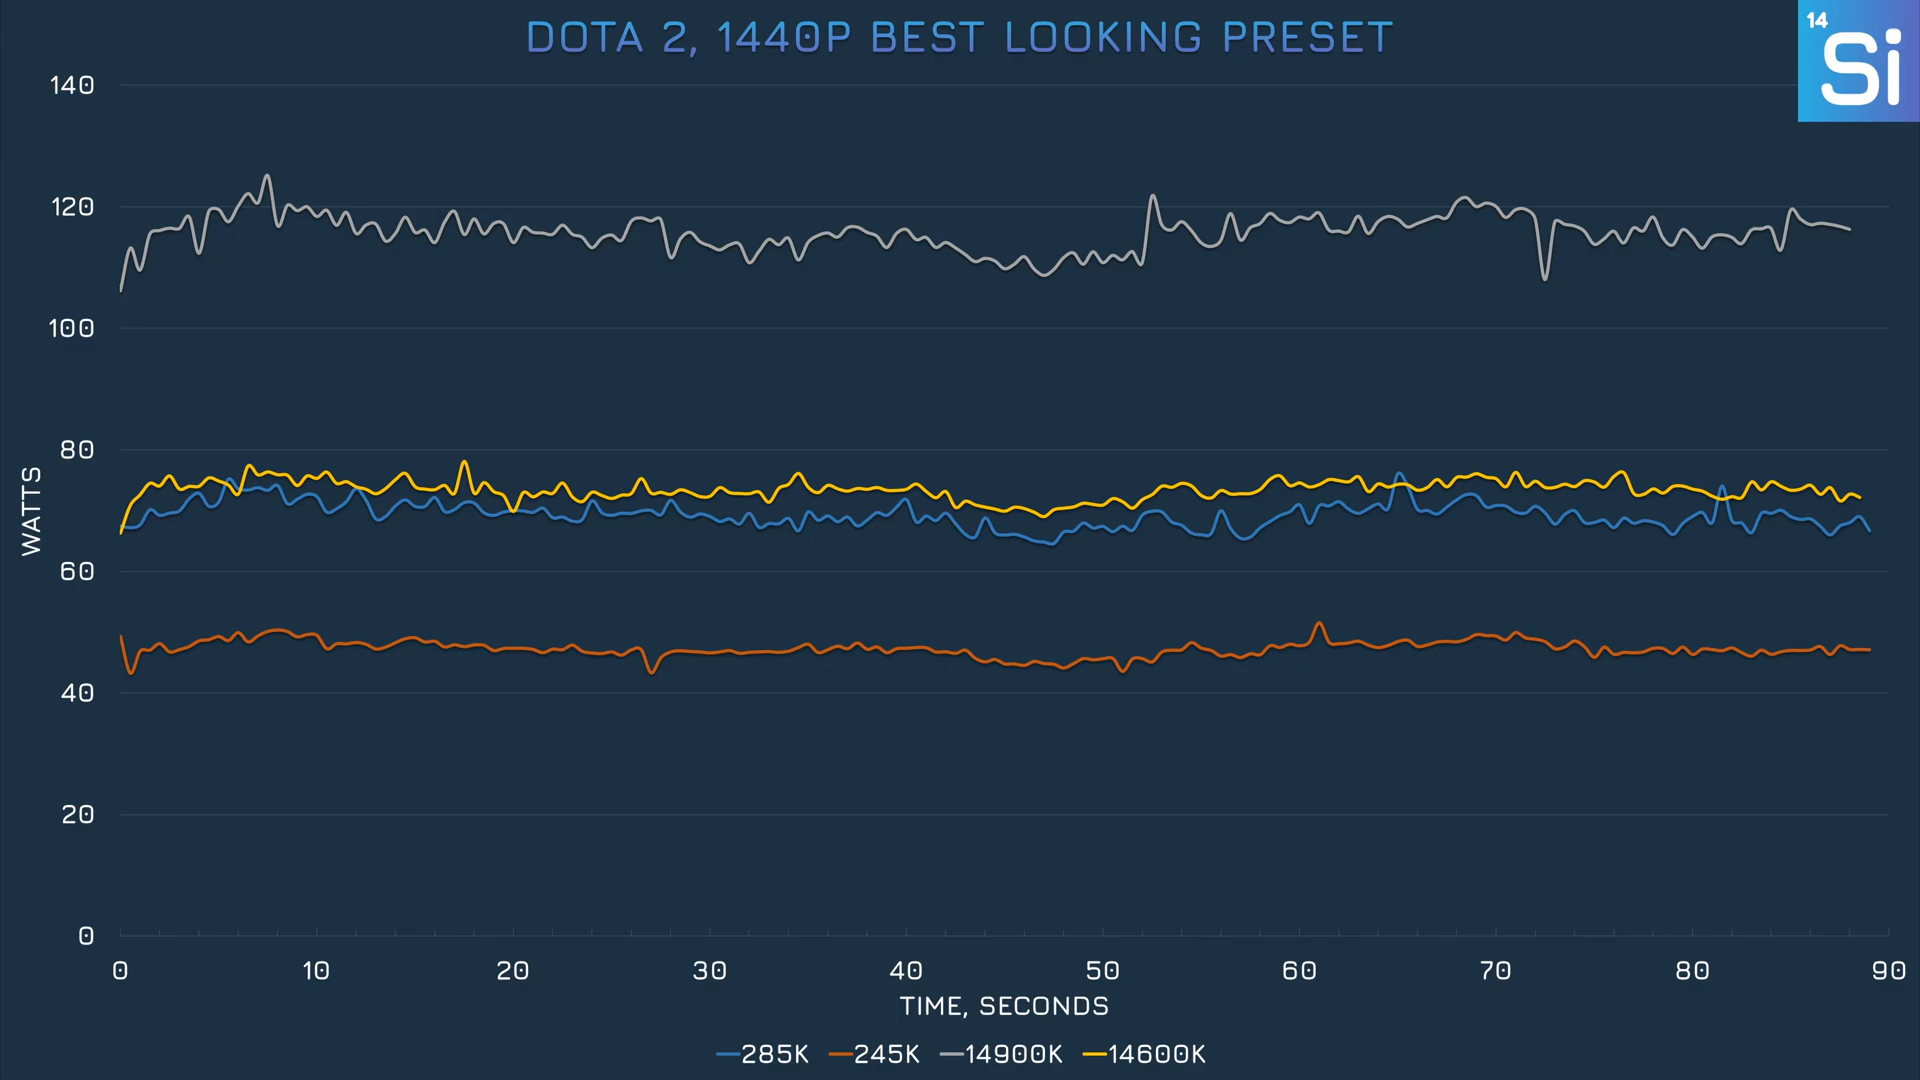 DOTA 2, 1440P BEST LOOKING PRESET
14
Si
140
120
100
80
60
40
20
0
WATTS
0 10 20 30 40 50 60 70 80 90
TIME, SECONDS
285K 245K 14900K 14600K